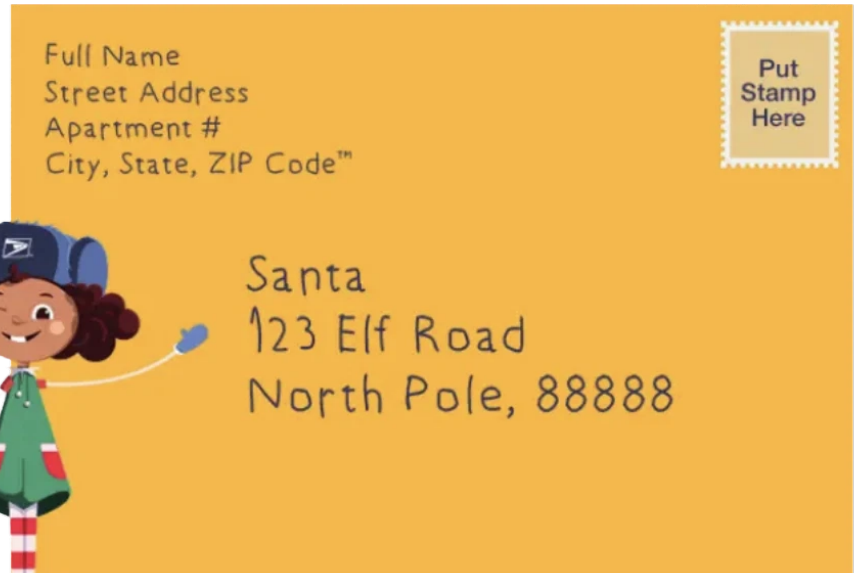 Full Name
Street Address
Apartment #
City, State, ZIP Code™
Put
Stamp
Here
Santa
123 Elf Road
North Pole, 88888